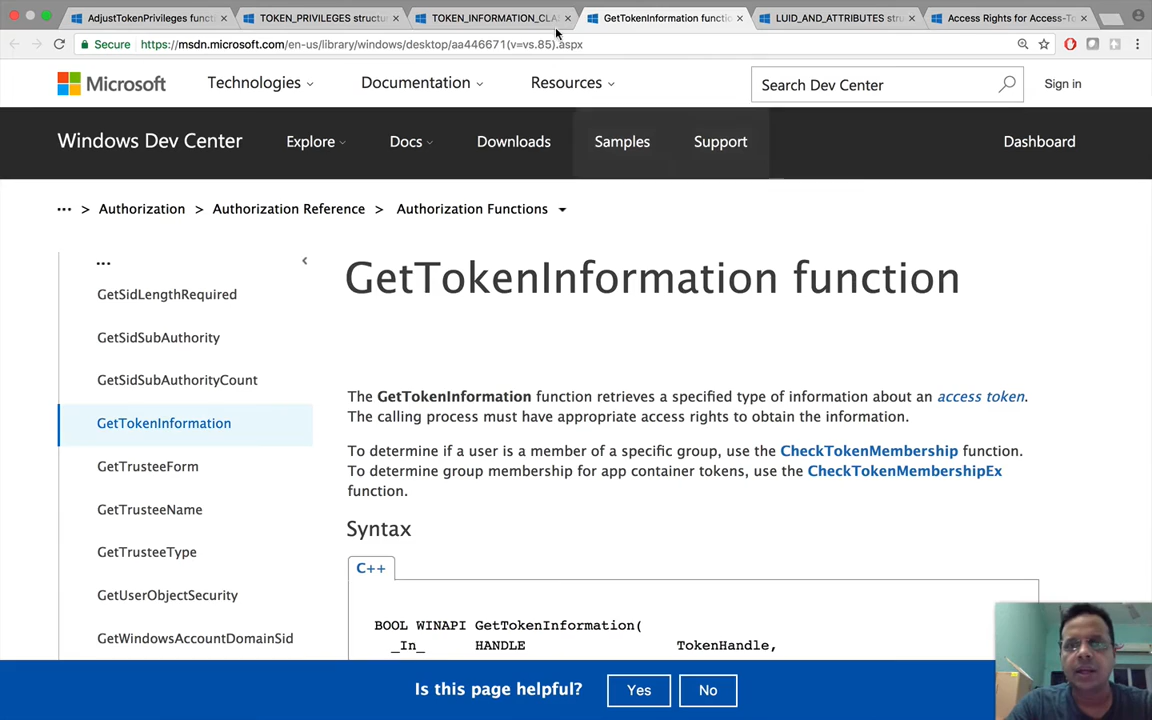 AdjustTokenPrivileges functi
TOKEN_PRIVILEGES structur
TOKEN_INFORMATION_CLA
GetTokenInformation functio
LUID_AND_ATTRIBUTES struc
Access Rights for Access-To
Secure https://msdn.microsoft.com/en-us/library/windows/desktop/aa446671(v=vs.85).aspx
Microsoft Technologies Documentation Resources Search Dev Center Sign in
Windows Dev Center Explore Docs Downloads Samples Support Dashboard
··· > Authorization > Authorization Reference > Authorization Functions
...
GetSidLengthRequired
GetSidSubAuthority
GetSidSubAuthorityCount
GetTokenInformation
GetTrusteeForm
GetTrusteeName
GetTrusteeType
GetUserObjectSecurity
GetWindowsAccountDomainSid
GetTokenInformation function
The GetTokenInformation function retrieves a specified type of information about an access token.
The calling process must have appropriate access rights to obtain the information.
To determine if a user is a member of a specific group, use the CheckTokenMembership function.
To determine group membership for app container tokens, use the CheckTokenMembershipEx
function.
Syntax
C++
BOOL WINAPI GetTokenInformation(
_In_ HANDLE TokenHandle,
Is this page helpful? Yes No